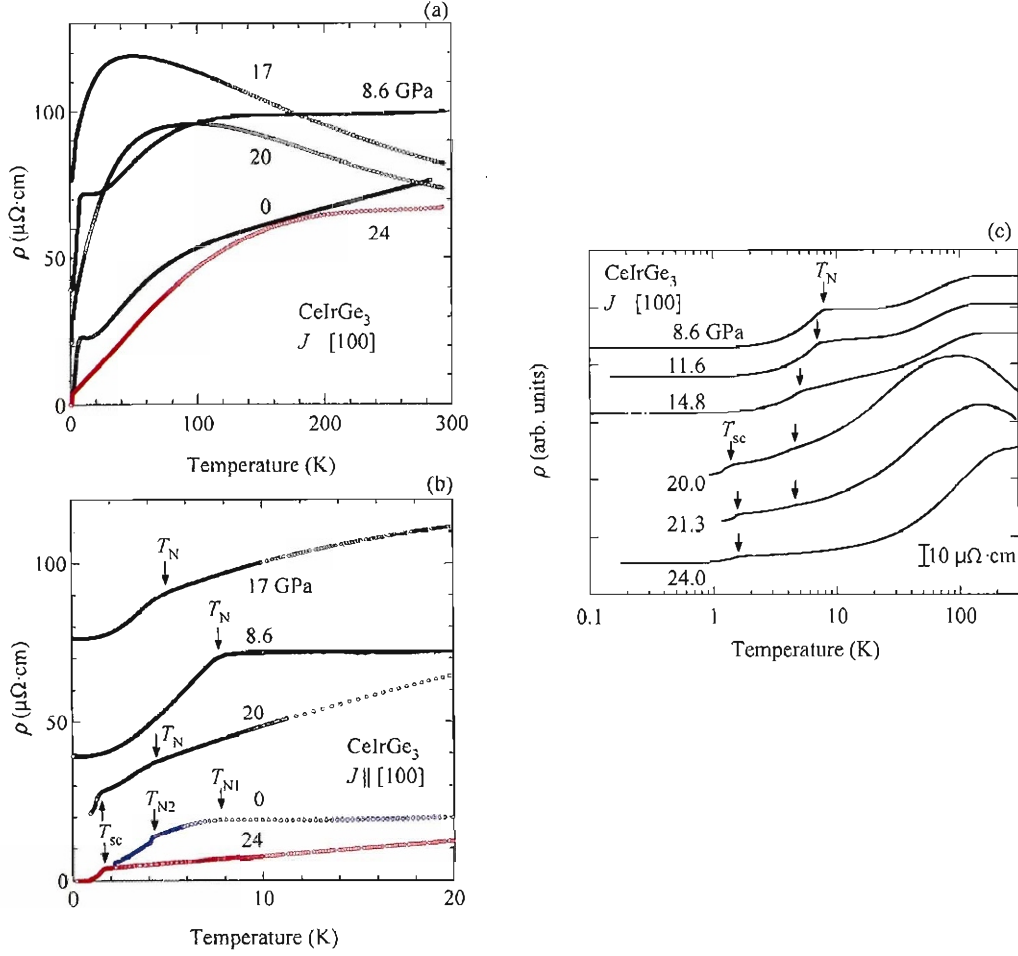 (a)
17
8.6 GPa
100
20
ρ (μΩ·cm)
0
50
24
CeIrGe3
J [100]
0
0 100 200 300
Temperature (K)
(b)
TN
100
17 GPa
TN
8.6
ρ (μΩ·cm)
50
20
TN
CeIrGe3
J || [100]
TN1
TN2
0
Tsc
24
0
0 10 20
Temperature (K)
(c)
CeIrGe3
J [100]
TN
8.6 GPa
11.6
14.8
ρ (arb. units)
Tsc
20.0
21.3
10 μΩ·cm
24.0
0.1 1 10 100
Temperature (K)